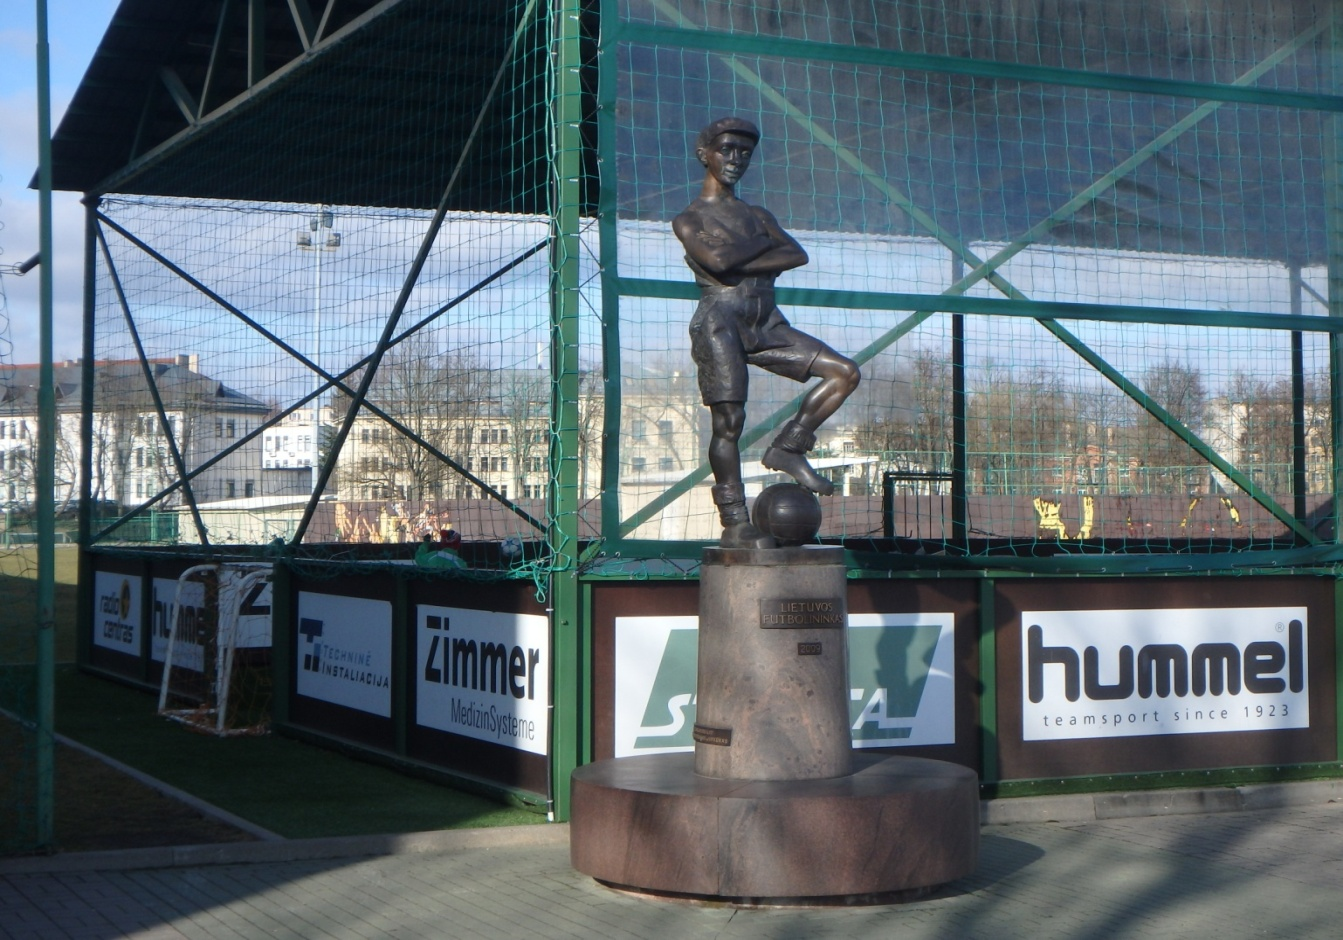 radio
centras
hummel
Z
TECHNINĖ
INSTALIACIJA
Zimmer
MedizinSysteme
LIETUVOS
FUTBOLININKAS
hummel®
teamsport since 1923